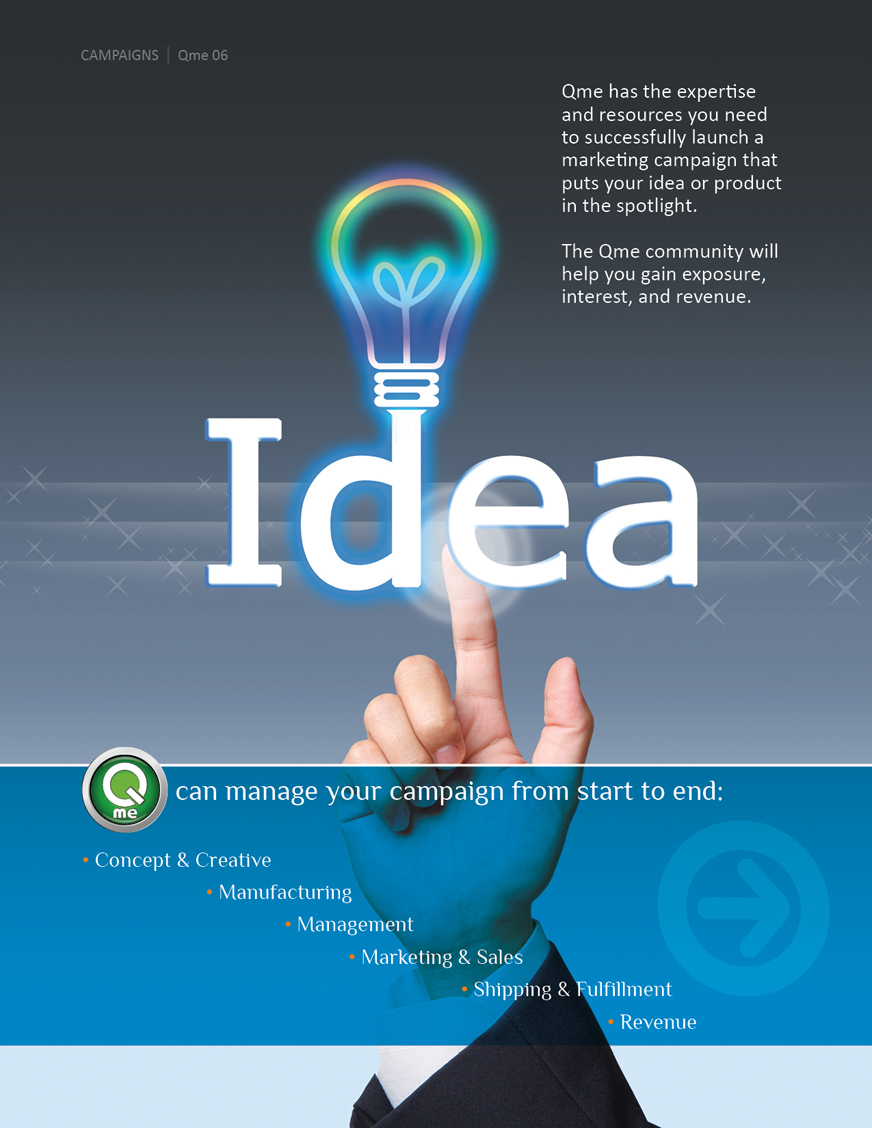 CAMPAIGNS | Qme 06
Qme has the expertise
and resources you need
to successfully launch a
marketing campaign that
puts your idea or product
in the spotlight.
The Qme community will
help you gain exposure,
interest, and revenue.
Idea
Q me can manage your campaign from start to end:
• Concept & Creative
• Manufacturing
• Management
• Marketing & Sales
• Shipping & Fulfillment
• Revenue